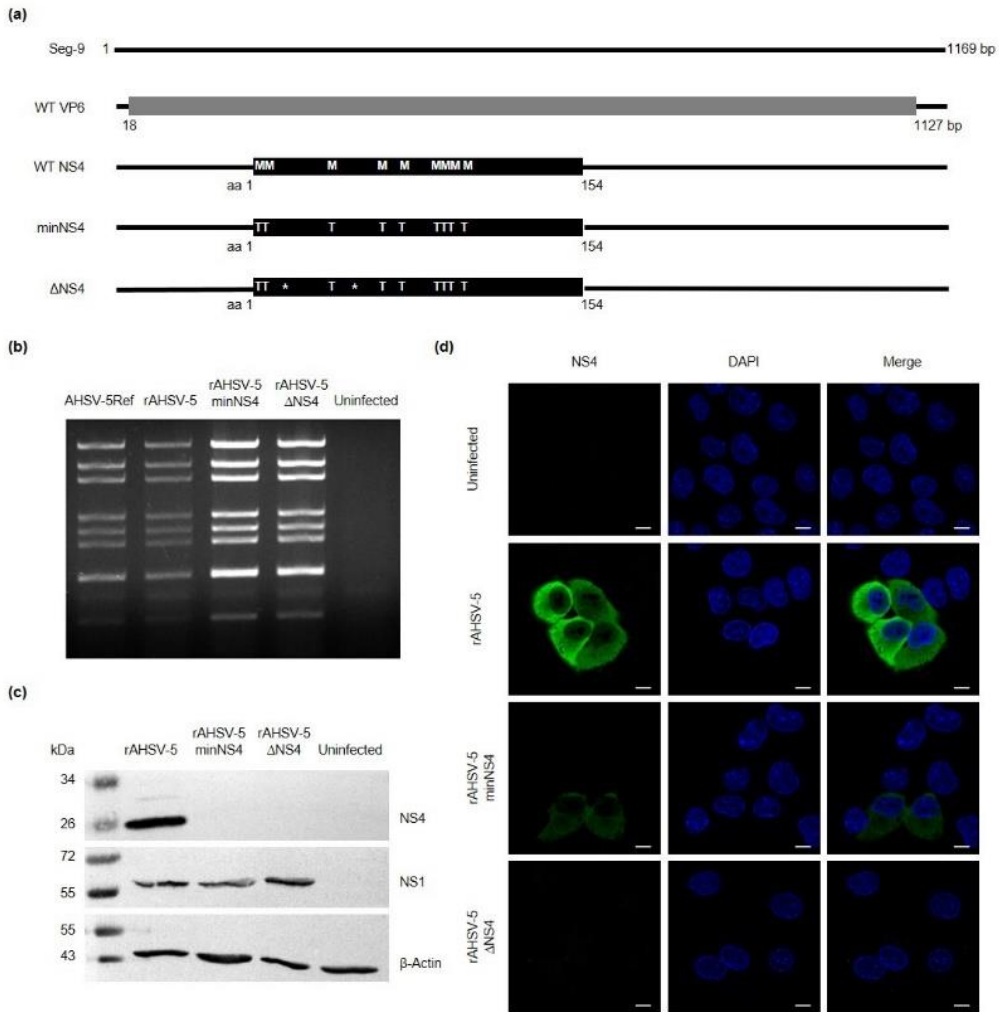 (a)
Seg-9 1 1169 bp
WT VP6
18 1127 bp
WT NS4 MM M M M MMM M
aa 1 154
minNS4 TT T T T TTT T
aa 1 154
ΔNS4 TT * T * T T TTT T
aa 1 154
(b)
AHSV-5Ref rAHSV-5 rAHSV-5 minNS4 rAHSV-5 ΔNS4 Uninfected
(c)
kDa rAHSV-5 rAHSV-5 minNS4 rAHSV-5 ΔNS4 Uninfected
34
26 NS4
72
55 NS1
55
43 β-Actin
(d)
NS4 DAPI Merge
Uninfected
rAHSV-5
rAHSV-5 minNS4
rAHSV-5 ΔNS4